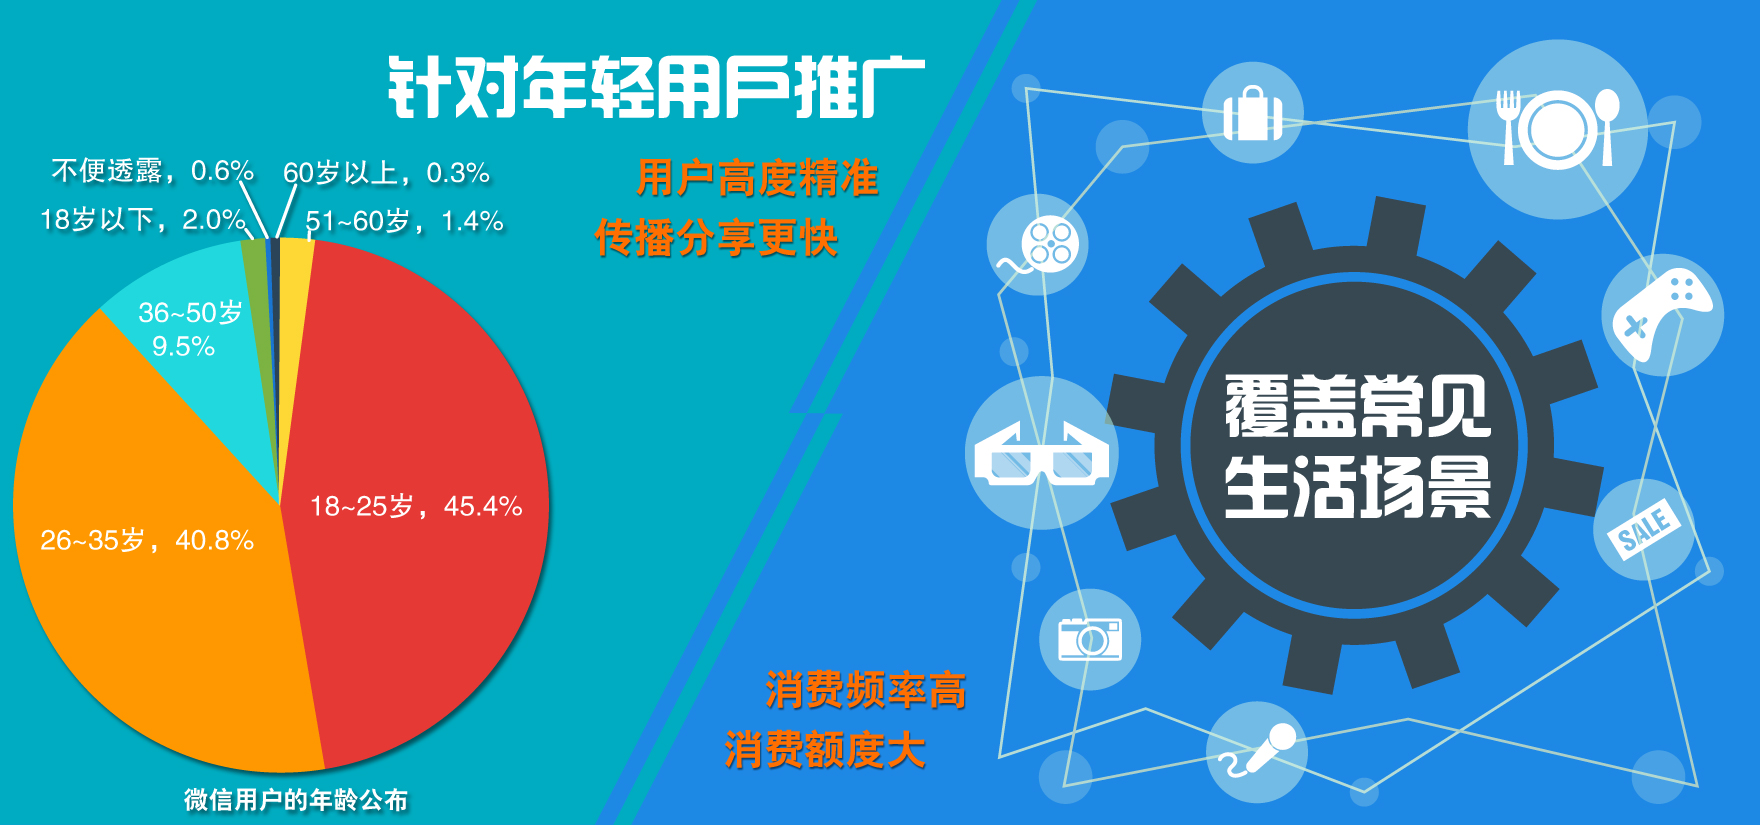 针对年轻用戶推广
用户高度精准
传播分享更快
不便透露，0.6%
60岁以上，0.3%
18岁以下，2.0%
51~60岁，1.4%
36~50岁
9.5%
18~25岁，45.4%
26~35岁，40.8%
微信用户的年龄公布
消费频率高
消费额度大
覆盖常见
生活场景
SALE